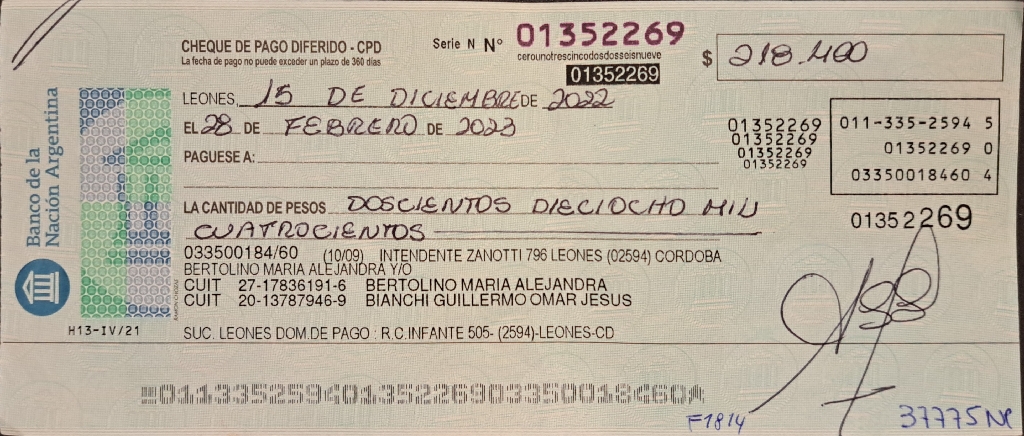 CHEQUE DE PAGO DIFERIDO - CPD
La fecha de pago no puede exceder un plazo de 360 días
Serie N Nº 01352269
cerounotrescincodosdosseisnueve
01352269
$ 218.400
LEONES, 15 DE DICIEMBRE DE 2022
EL 28 DE FEBRERO DE 2023
PAGUESE A:
01352269
01352269
01352269
01352269
011-335-2594 5
01352269 0
03350018460 4
01352269
LA CANTIDAD DE PESOS DOSCIENTOS DIECIOCHO MIL
CUATROCIENTOS
033500184/60 (10/09) INTENDENTE ZANOTTI 796 LEONES (02594) CORDOBA
BERTOLINO MARIA ALEJANDRA Y/O
CUIT 27-17836191-6 BERTOLINO MARIA ALEJANDRA
CUIT 20-13787946-9 BIANCHI GUILLERMO OMAR JESUS
SUC. LEONES DOM.DE PAGO : R.C.INFANTE 505- (2594)-LEONES-CD
Banco de la
Nación Argentina
H13-IV/21
01133525940135226903350018460
F1814
37775